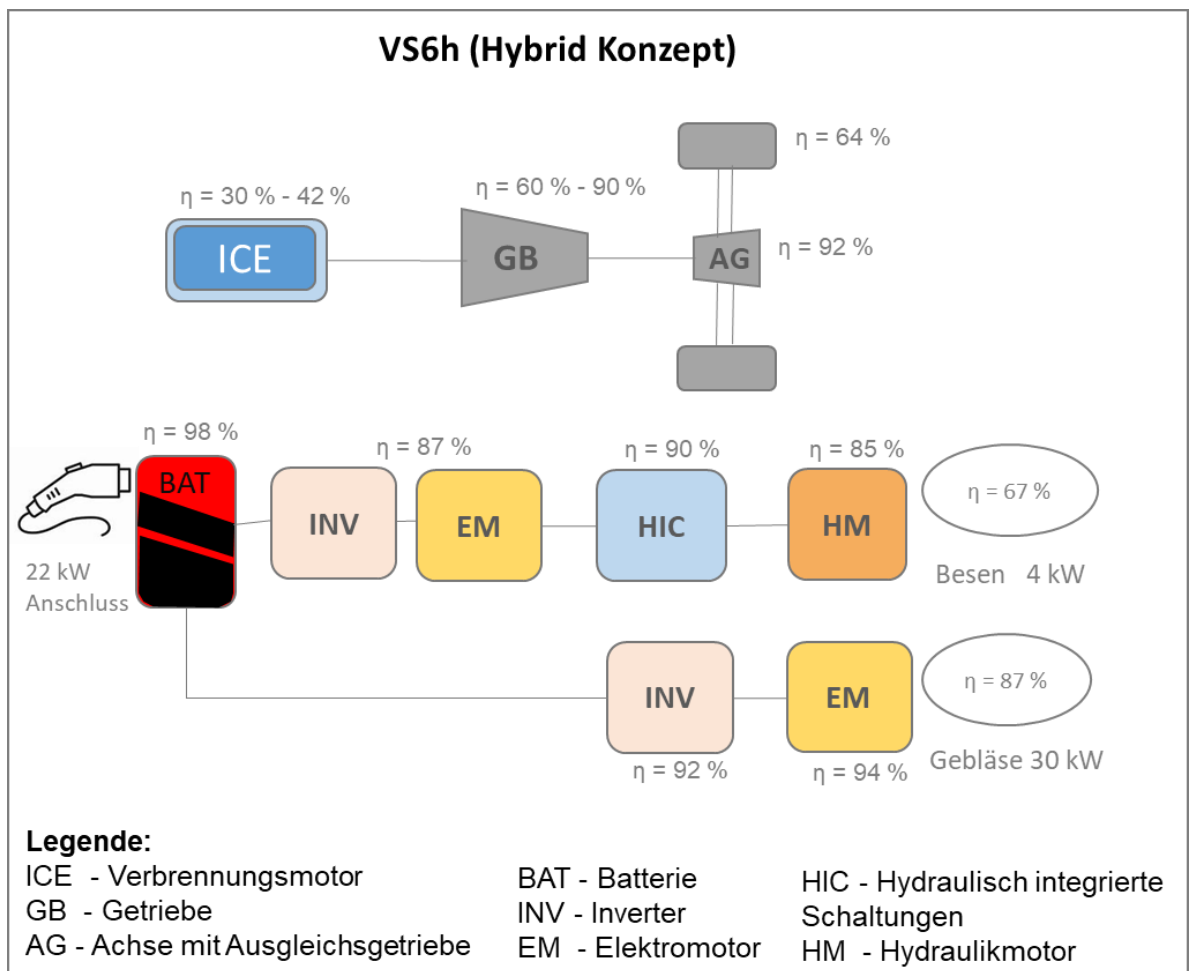 VS6h (Hybrid Konzept)
η = 64 %
η = 30 % - 42 %
η = 60 % - 90 %
ICE
GB
AG
η = 92 %
η = 98 %
η = 87 %
η = 90 %
η = 85 %
BAT
INV
EM
HIC
HM
η = 67 %
22 kW
Anschluss
Besen 4 kW
INV
EM
η = 87 %
η = 92 %
η = 94 %
Gebläse 30 kW
Legende:
ICE - Verbrennungsmotor
GB - Getriebe
AG - Achse mit Ausgleichsgetriebe
BAT - Batterie
INV - Inverter
EM - Elektromotor
HIC - Hydraulisch integrierte
Schaltungen
HM - Hydraulikmotor